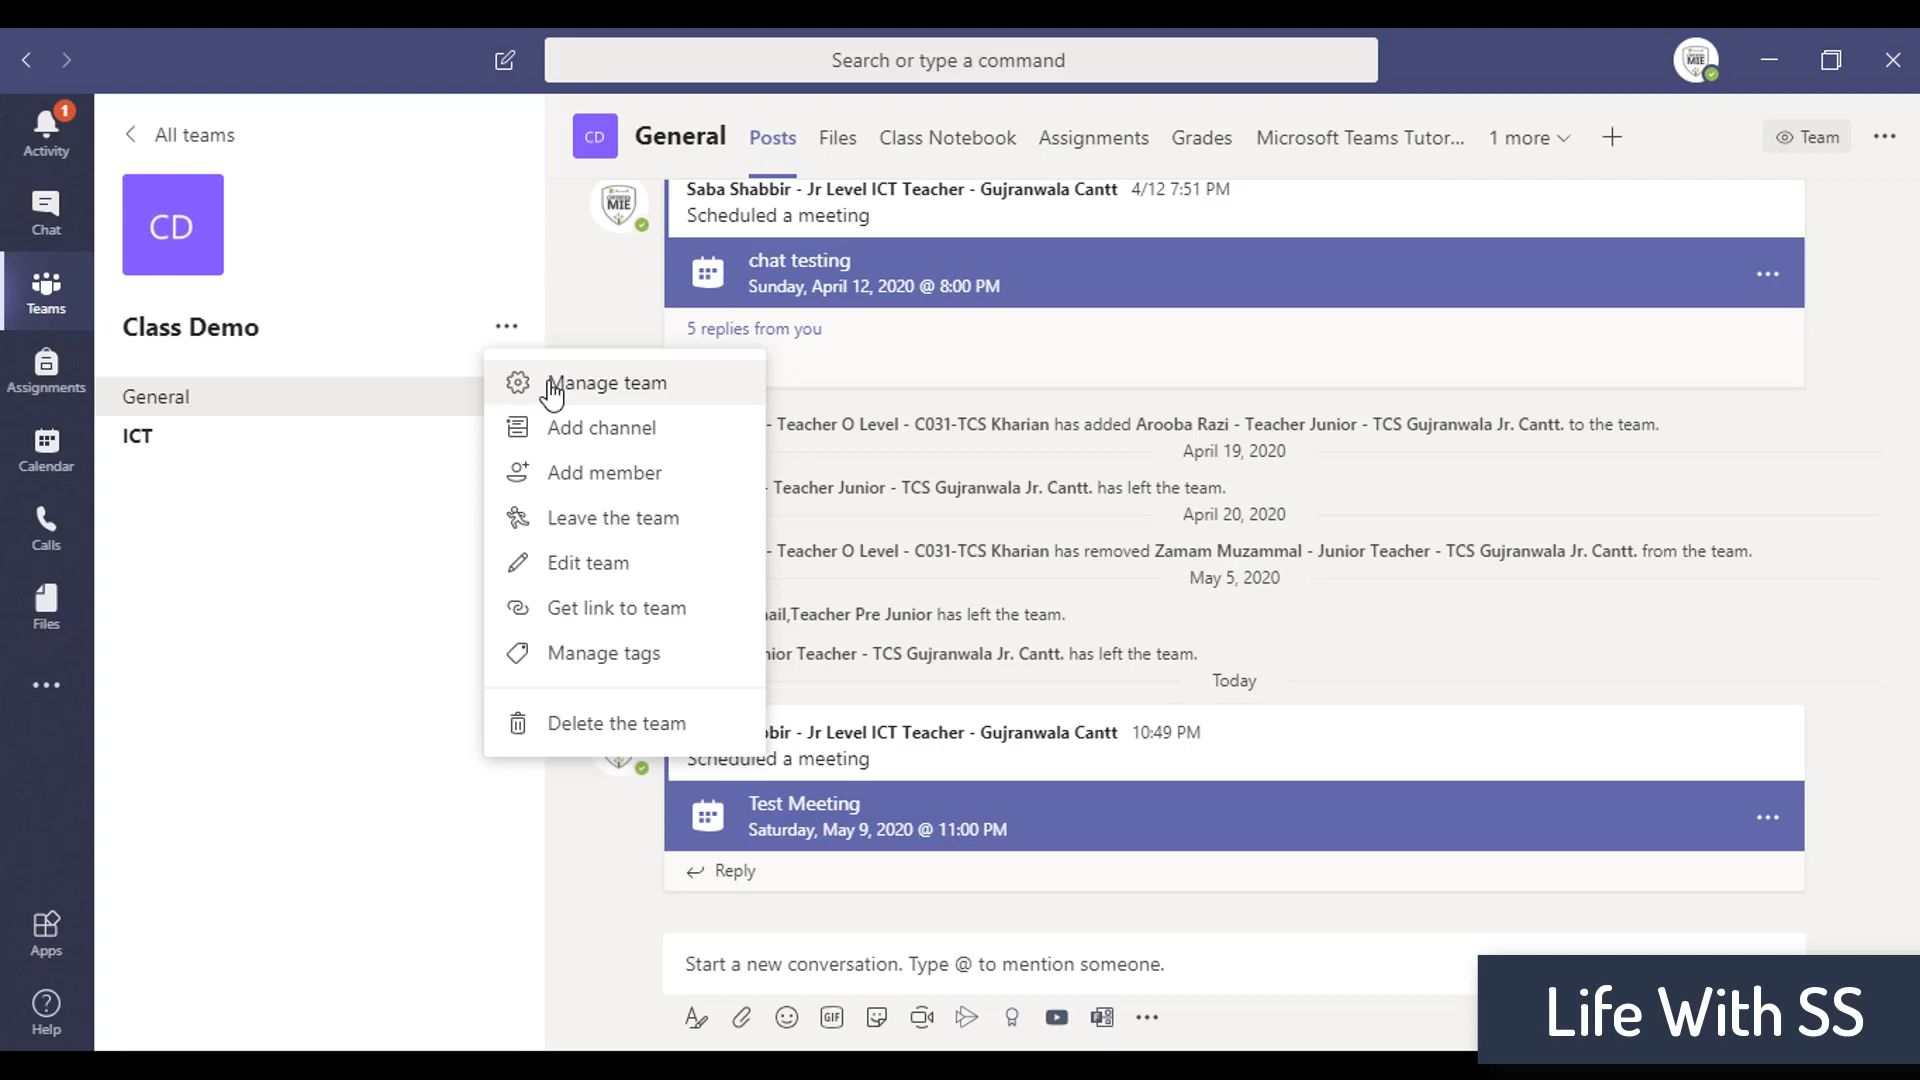 Search or type a command
MIE
1
Activity
Chat
Teams
Assignments
Calendar
Calls
Files
Apps
Help
All teams
CD
Class Demo
General
ICT
Manage team
Add channel
Add member
Leave the team
Edit team
Get link to team
Manage tags
Delete the team
CD
General
Posts
Files
Class Notebook
Assignments
Grades
Microsoft Teams Tutor...
1 more
Team
MIE
Saba Shabbir - Jr Level ICT Teacher - Gujranwala Cantt 4/12 7:51 PM
Scheduled a meeting
chat testing
Sunday, April 12, 2020 @ 8:00 PM
5 replies from you
- Teacher O Level - C031-TCS Kharian has added Arooba Razi - Teacher Junior - TCS Gujranwala Jr. Cantt. to the team.
April 19, 2020
- Teacher Junior - TCS Gujranwala Jr. Cantt. has left the team.
April 20, 2020
- Teacher O Level - C031-TCS Kharian has removed Zamam Muzammal - Junior Teacher - TCS Gujranwala Jr. Cantt. from the team.
May 5, 2020
ail,Teacher Pre Junior has left the team.
ior Teacher - TCS Gujranwala Jr. Cantt. has left the team.
Today
bir - Jr Level ICT Teacher - Gujranwala Cantt 10:49 PM
Scheduled a meeting
Test Meeting
Saturday, May 9, 2020 @ 11:00 PM
Reply
Start a new conversation. Type @ to mention someone.
GIF
Life With SS